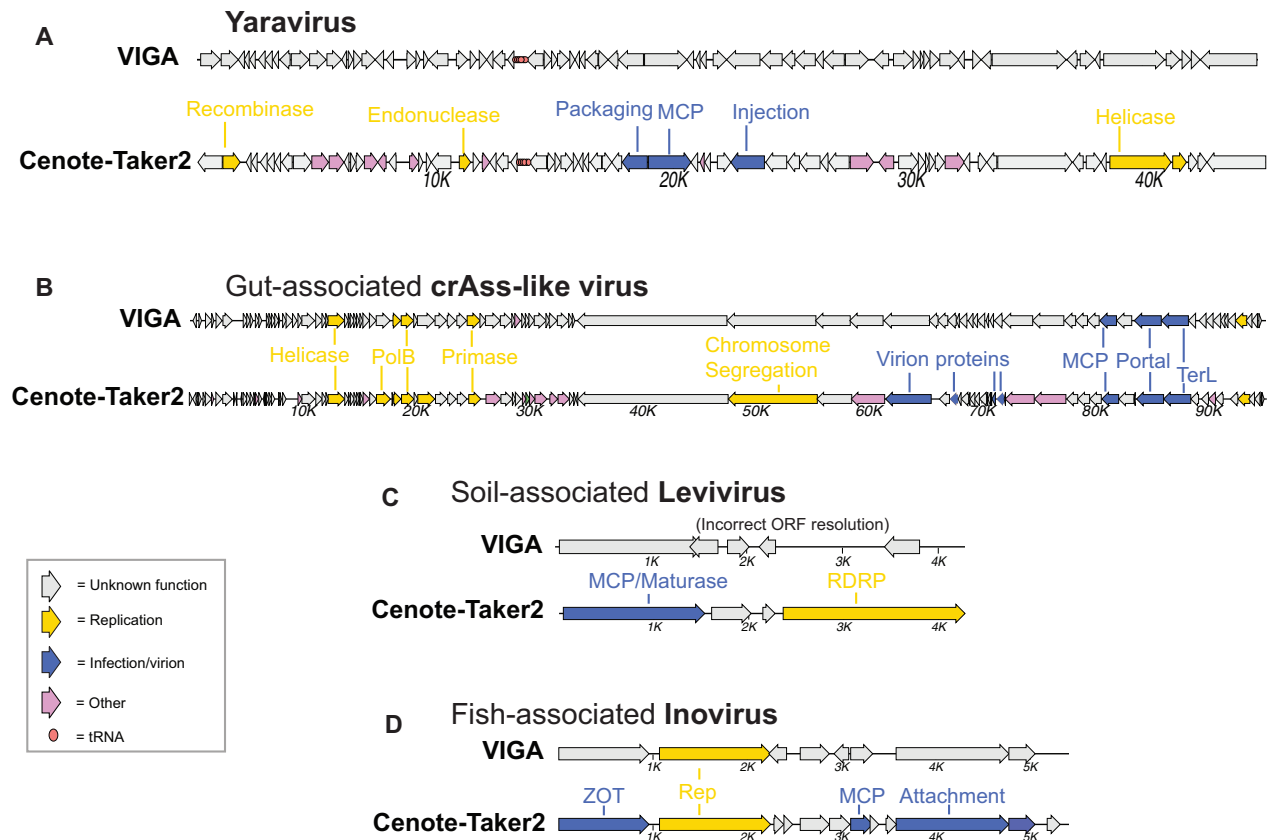 A
Yaravirus
VIGA
Recombinase
Endonuclease
Packaging MCP
Injection
Helicase
Cenote-Taker2
10K 20K 30K 40K
B
Gut-associated crAss-like virus
VIGA
Helicase PolB Primase
Chromosome
Segregation
Virion proteins
MCP Portal
TerL
Cenote-Taker2
10K 20K 30K 40K 50K 60K 70K 80K 90K
C
Soil-associated Levivirus
(Incorrect ORF resolution)
VIGA
1K 2K 3K 4K
MCP/Maturase
RDRP
Cenote-Taker2
1K 2K 3K 4K
= Unknown function
= Replication
= Infection/virion
= Other
= tRNA
D
Fish-associated Inovirus
VIGA
1K 2K 3K 4K 5K
ZOT
Rep
MCP
Attachment
Cenote-Taker2
1K 2K 3K 4K 5K